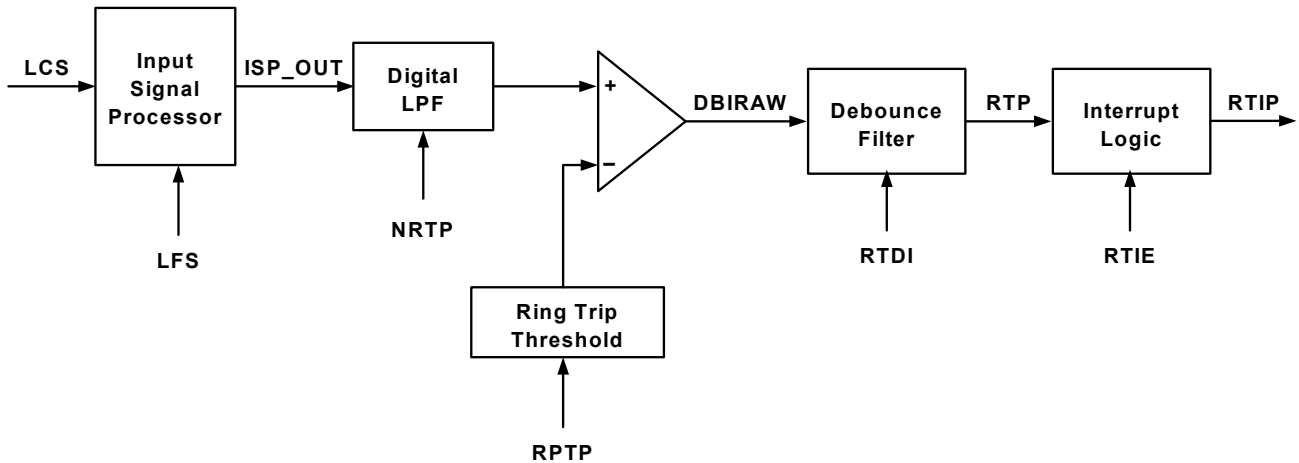 LCS
Input
Signal
Processor
LFS
ISP_OUT
Digital
LPF
NRTP
+
−
Ring Trip
Threshold
RPTP
DBIRAW
Debounce
Filter
RTDI
RTP
Interrupt
Logic
RTIE
RTIP